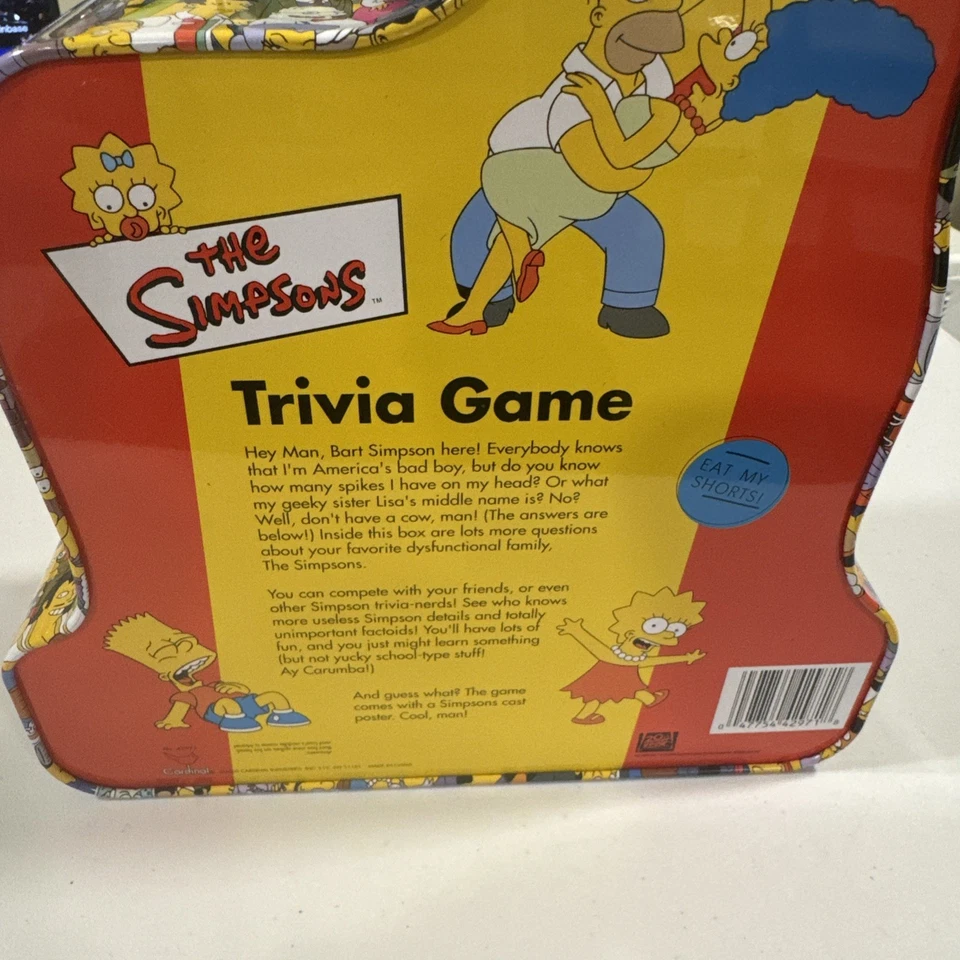 THE
SIMPSONS
TM
Trivia Game
Hey Man, Bart Simpson here! Everybody knows
that I'm America's bad boy, but do you know
how many spikes I have on my head? Or what
my geeky sister Lisa's middle name is? No?
Well, don't have a cow, man! (The answers are
below!) Inside this box are lots more questions
about your favorite dysfunctional family,
The Simpsons.
EAT MY
SHORTS!
You can compete with your friends, or even
other Simpson trivia-nerds! See who knows
more useless Simpson details and totally
unimportant factoids! You'll have lots of
fun, and you just might learn something
(but not yucky school-type stuff!
Ay Carumba!)
And guess what? The game
comes with a Simpsons cast
poster. Cool, man!
Cardinal
FOX